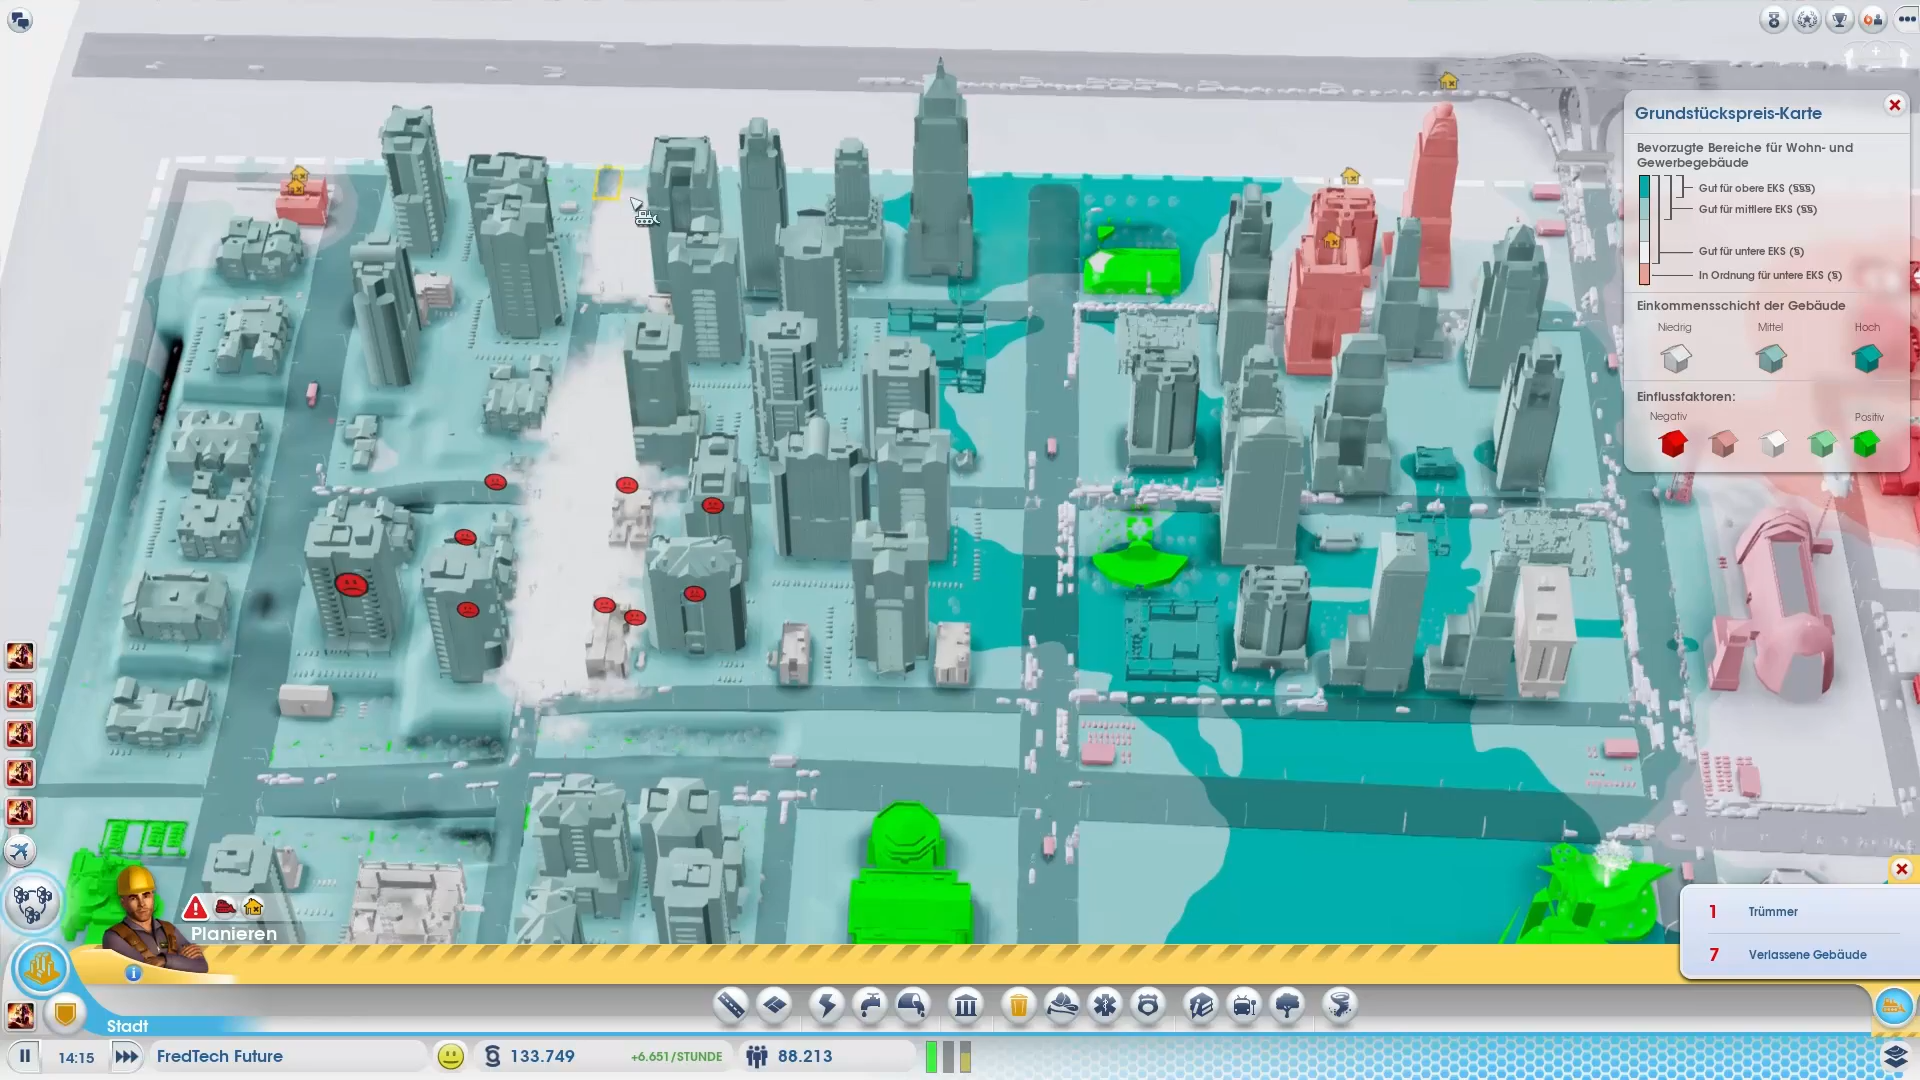 Grundstückspreis-Karte
Bevorzugte Bereiche für Wohn- und
Gewerbegebäude
Gut für obere EKS (§§§)
Gut für mittlere EKS (§§)
Gut für untere EKS (§)
In Ordnung für untere EKS (§)
Einkommensschicht der Gebäude
Niedrig
Mittel
Hoch
Einflussfaktoren:
Negativ
Positiv
Planieren
1 Trümmer
7 Verlassene Gebäude
Stadt
14:15
FredTech Future
133.749
+6.651/STUNDE
88.213